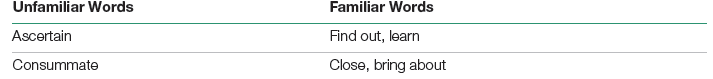 Unfamiliar Words Familiar Words
Ascertain Find out, learn
Consummate Close, bring about